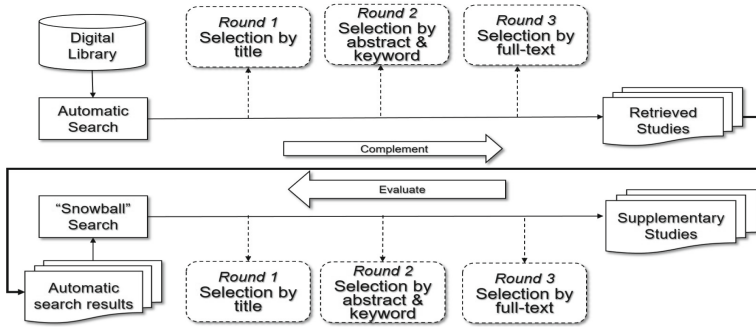 Digital
Library
Round 1
Selection by
title
Round 2
Selection by
abstract &
keyword
Round 3
Selection by
full-text
Automatic
Search
Retrieved
Studies
Complement
Evaluate
“Snowball”
Search
Supplementary
Studies
Automatic
search results
Round 1
Selection by
title
Round 2
Selection by
abstract &
keyword
Round 3
Selection by
full-text